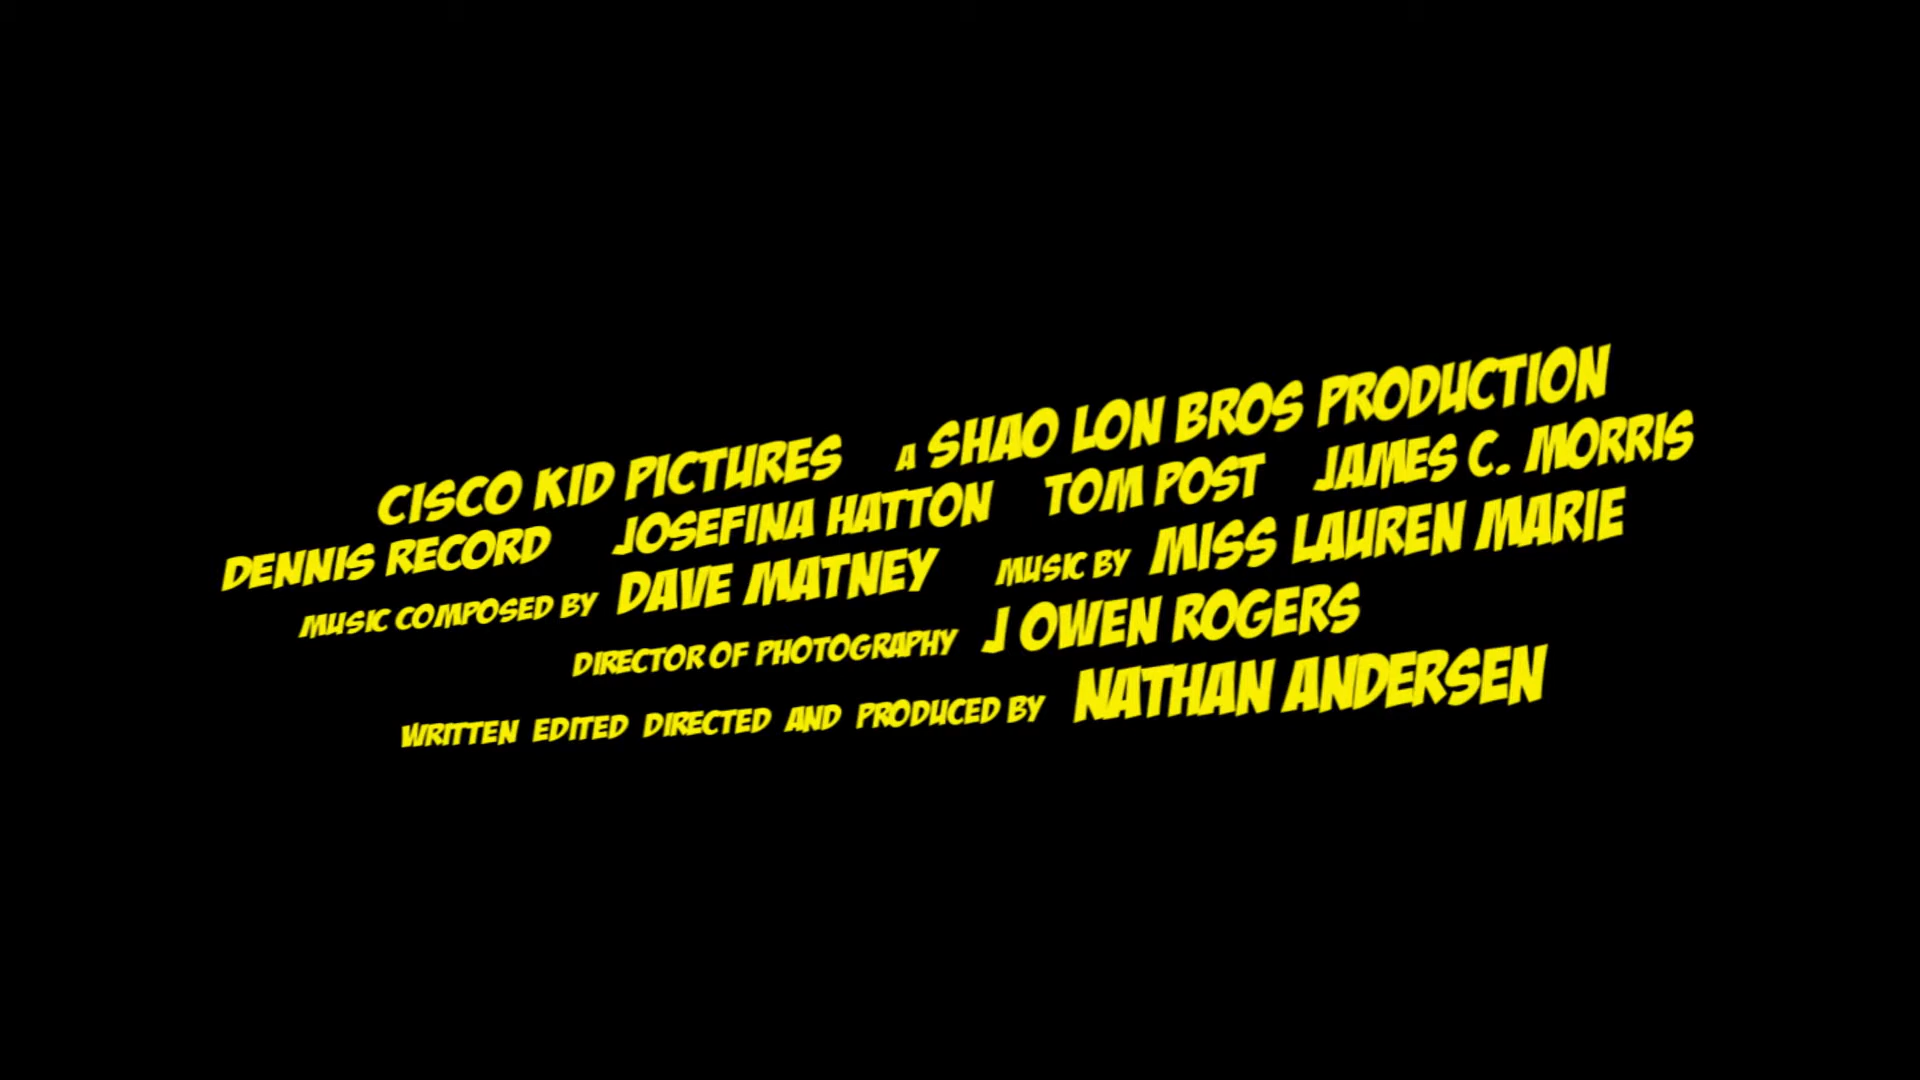 CISCO KID PICTURES A SHAO LON BROS PRODUCTION
DENNIS RECORD JOSEFINA HATTON TOM POST JAMES C. MORRIS
MUSIC COMPOSED BY DAVE MATNEY MUSIC BY MISS LAUREN MARIE
DIRECTOR OF PHOTOGRAPHY J OWEN ROGERS
WRITTEN EDITED DIRECTED AND PRODUCED BY NATHAN ANDERSEN